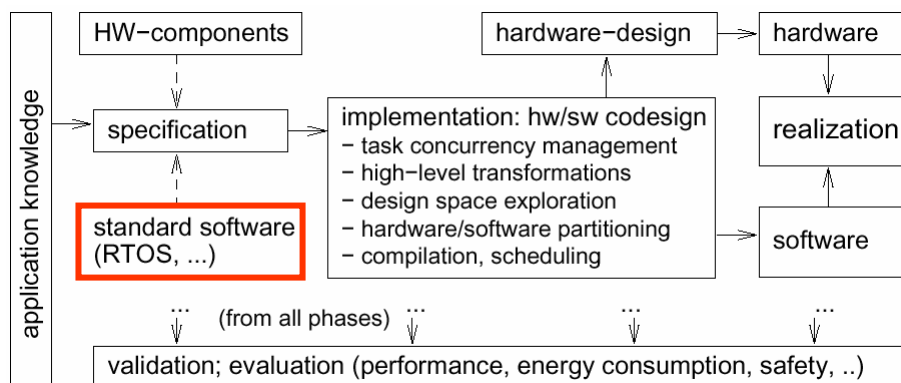 application knowledge
HW−components
hardware−design
hardware
specification
implementation: hw/sw codesign
− task concurrency management
− high−level transformations
− design space exploration
− hardware/software partitioning
− compilation, scheduling
realization
standard software
(RTOS, ...)
software
... (from all phases) ... ... ...
validation; evaluation (performance, energy consumption, safety, ..)